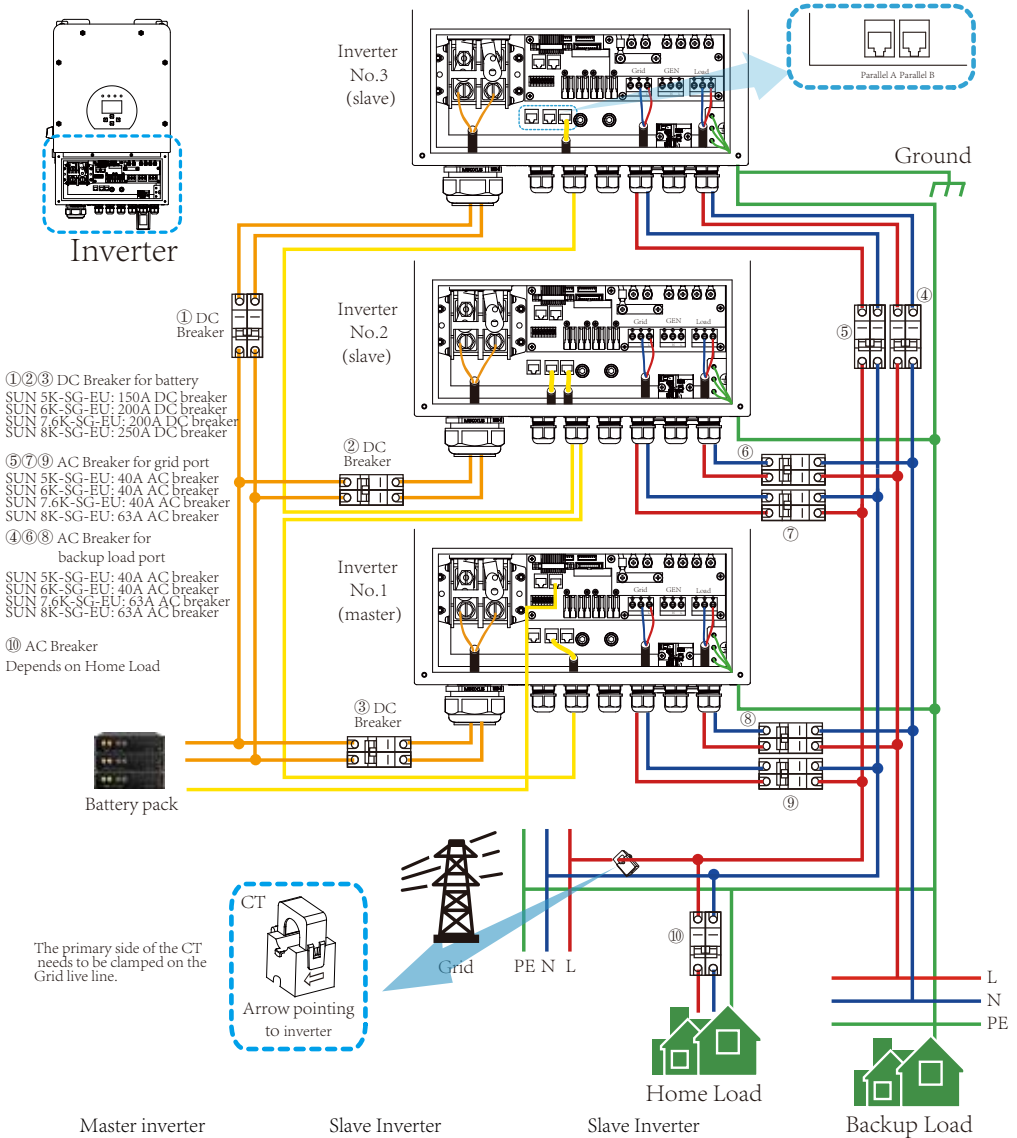 Inverter
No.3
(slave)
Grid
GEN
Load
Parallel A Parallel B
Ground
Inverter
① DC
Breaker
Inverter
No.2
(slave)
Grid
GEN
Load
④
⑤
①②③ DC Breaker for battery
SUN 5K-SG-EU: 150A DC breaker
SUN 6K-SG-EU: 200A DC breaker
SUN 7.6K-SG-EU: 200A DC breaker
SUN 8K-SG-EU: 250A DC breaker
② DC
Breaker
⑥
⑦
⑤⑦⑨ AC Breaker for grid port
SUN 5K-SG-EU: 40A AC breaker
SUN 6K-SG-EU: 40A AC breaker
SUN 7.6K-SG-EU: 40A AC breaker
SUN 8K-SG-EU: 63A AC breaker
④⑥⑧ AC Breaker for
backup load port
SUN 5K-SG-EU: 40A AC breaker
SUN 6K-SG-EU: 40A AC breaker
SUN 7.6K-SG-EU: 63A AC breaker
SUN 8K-SG-EU: 63A AC breaker
Inverter
No.1
(master)
Grid
GEN
Load
⑩ AC Breaker
Depends on Home Load
③ DC
Breaker
⑧
⑨
Battery pack
CT
The primary side of the CT
needs to be clamped on the
Grid live line.
Arrow pointing
to inverter
Grid
PE N L
⑩
L
N
PE
Home Load
Backup Load
Master inverter
Slave Inverter
Slave Inverter